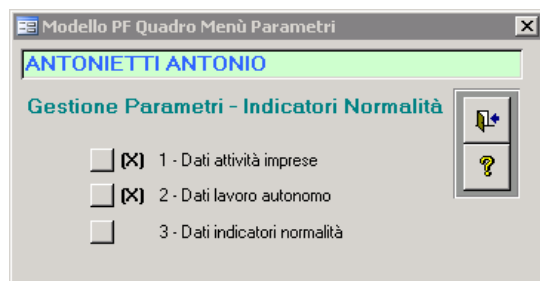 Modello PF Quadro Menù Parametri
ANTONIETTI ANTONIO
Gestione Parametri - Indicatori Normalità
(X) 1 - Dati attività imprese
(X) 2 - Dati lavoro autonomo
3 - Dati indicatori normalità